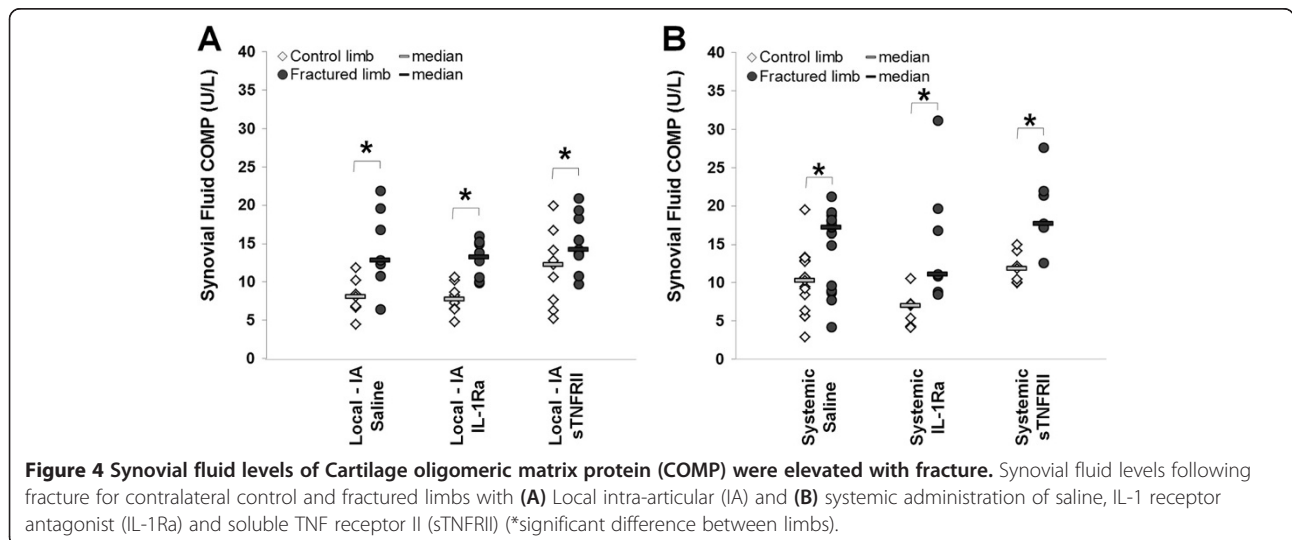 A
Synovial Fluid COMP (U/L)
40
35
30
25
20
15
10
5
0
Control limb
median
Fractured limb
median
*
*
*
Local - IA
Saline
Local - IA
IL-1Ra
Local - IA
sTNFRII
B
Synovial Fluid COMP (U/L)
40
35
30
25
20
15
10
5
0
Control limb
median
Fractured limb
median
*
*
*
Systemic
Saline
Systemic
IL-1Ra
Systemic
sTNFRII
Figure 4 Synovial fluid levels of Cartilage oligomeric matrix protein (COMP) were elevated with fracture. Synovial fluid levels following
fracture for contralateral control and fractured limbs with (A) Local intra-articular (IA) and (B) systemic administration of saline, IL-1 receptor
antagonist (IL-1Ra) and soluble TNF receptor II (sTNFRII) (*significant difference between limbs).